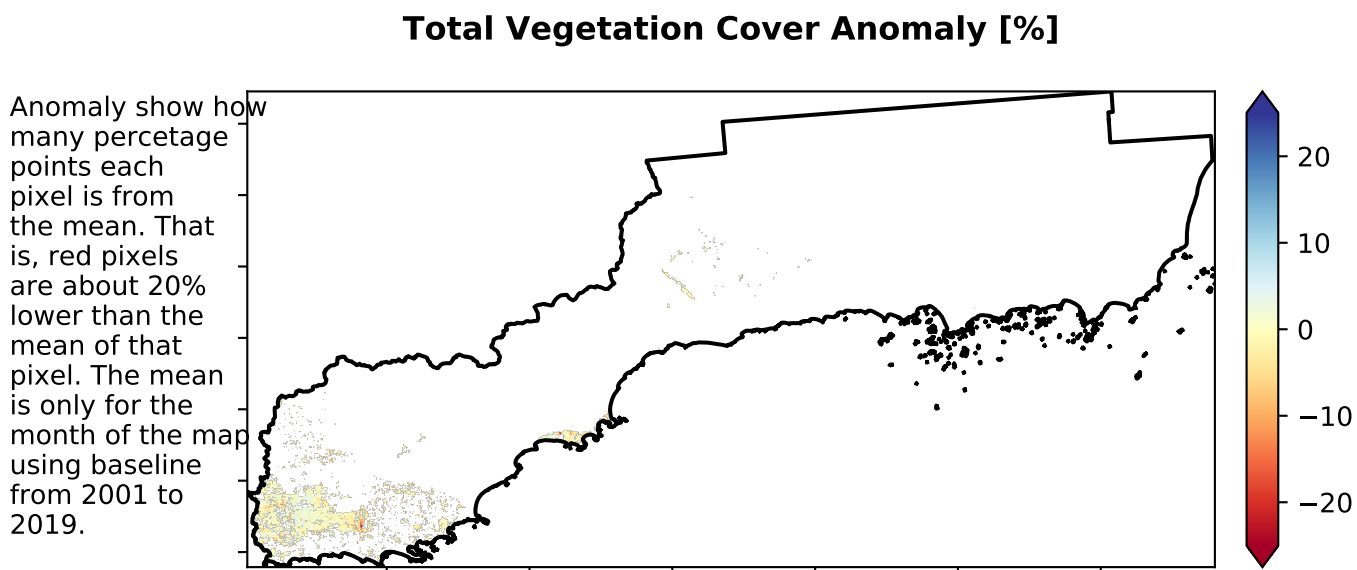 Total Vegetation Cover Anomaly [%]
Anomaly show how
many percetage
points each
pixel is from
the mean. That
is, red pixels
are about 20%
lower than the
mean of that
pixel. The mean
is only for the
month of the map
using baseline
from 2001 to
2019.
20
10
0
−10
−20